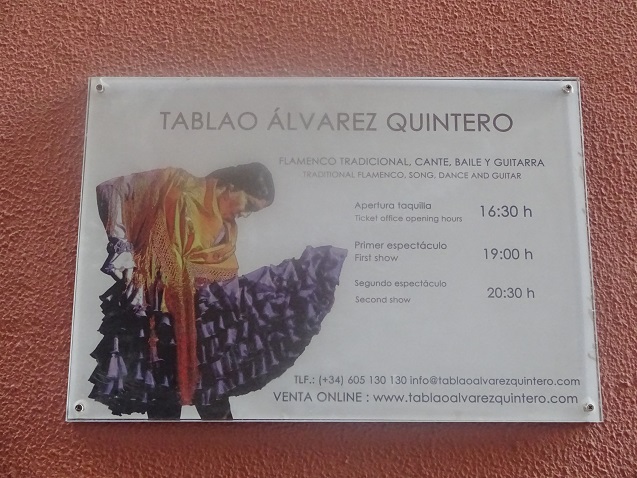 TABLAO ÁLVAREZ QUINTERO
FLAMENCO TRADICIONAL, CANTE, BAILE Y GUITARRA
TRADITIONAL FLAMENCO, SONG, DANCE AND GUITAR
Apertura taquilla
Ticket office opening hours
16:30 h
Primer espectáculo
First show
19:00 h
Segundo espectáculo
Second show
20:30 h
TLF.: (+34) 605 130 130 info@tablaoalvarezquintero.com
VENTA ONLINE : www.tablaoalvarezquintero.com